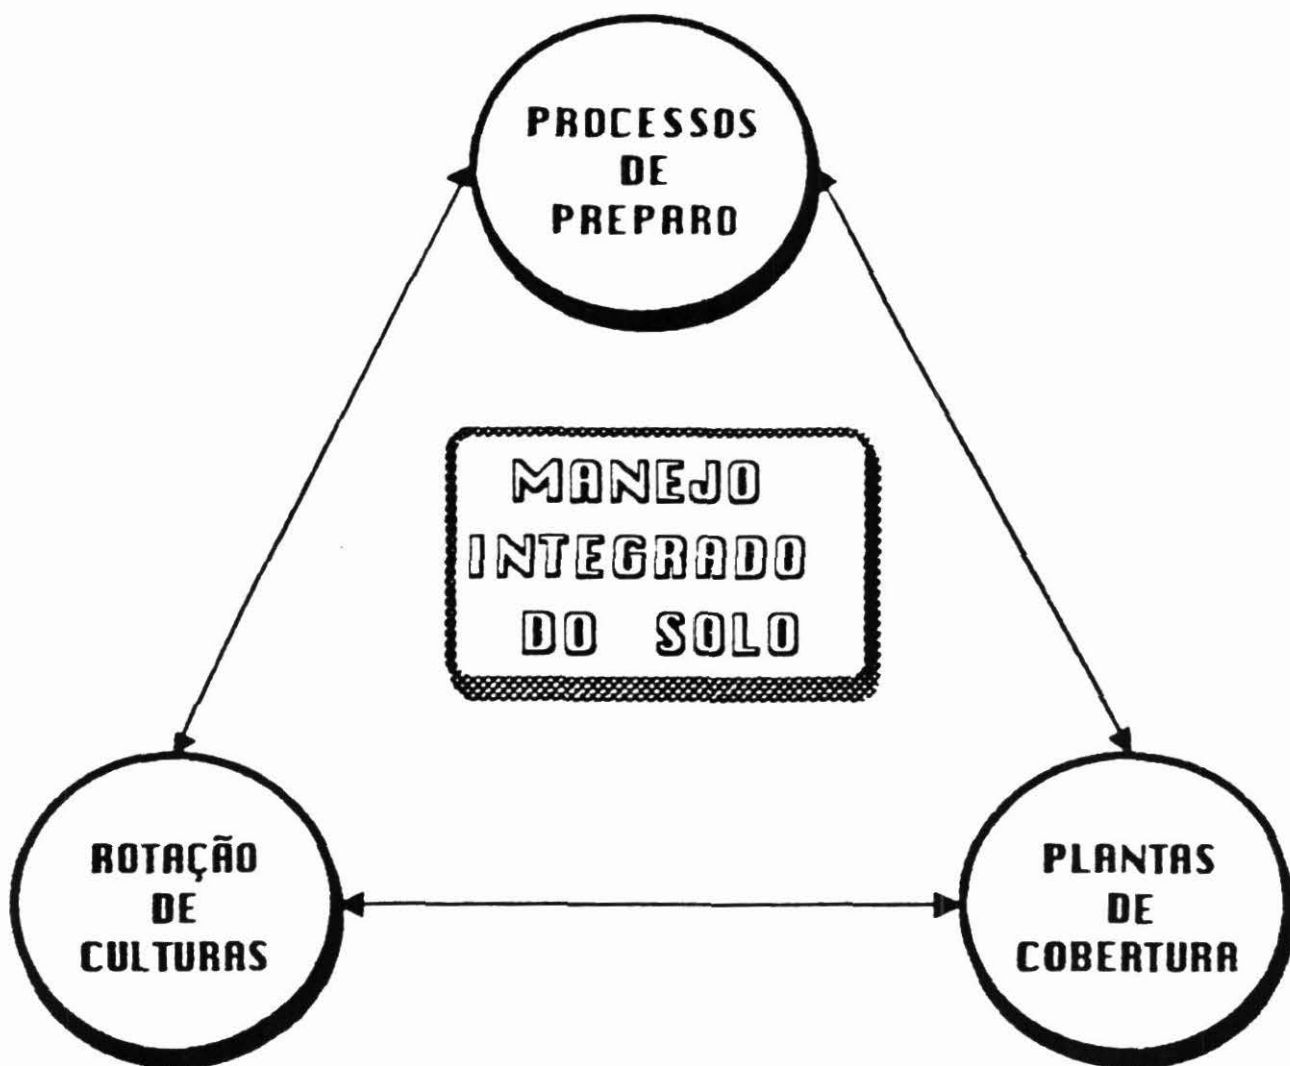 PROCESSOS
DE
PREPARO
MANEJO
INTEGRADO
DO SOLO
ROTAÇÃO
DE
CULTURAS
PLANTAS
DE
COBERTURA